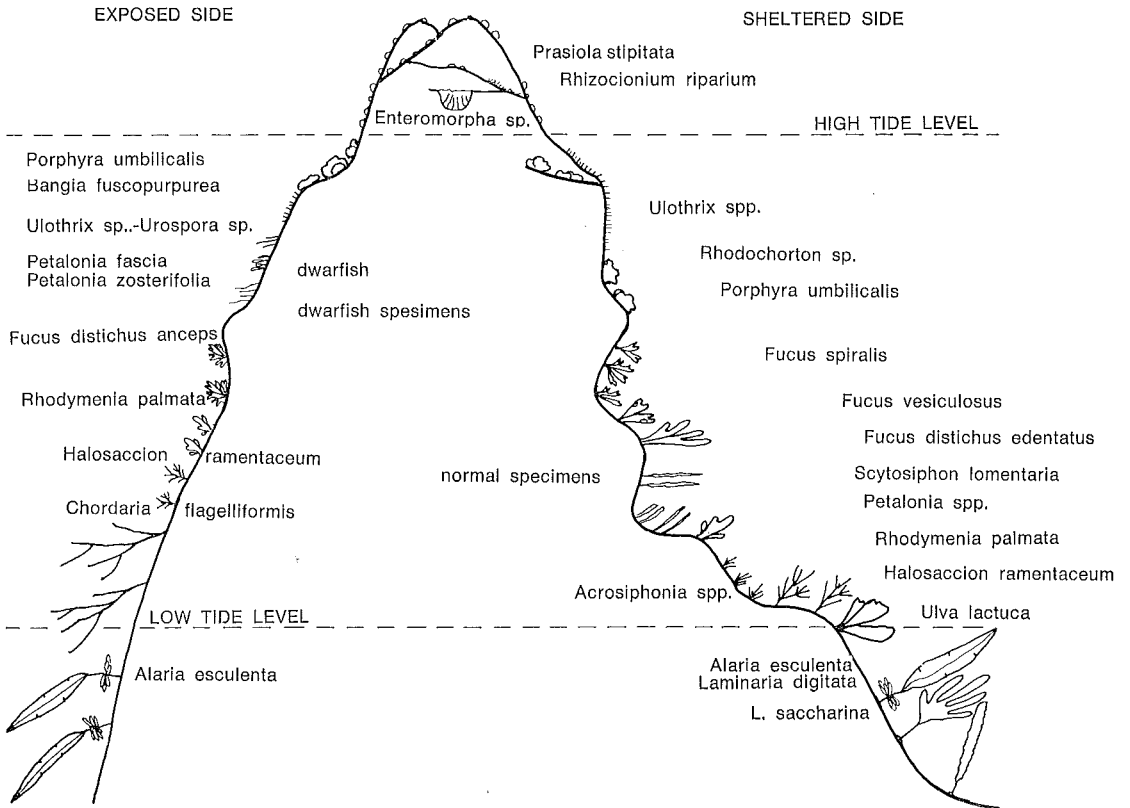 EXPOSED SIDE
SHELTERED SIDE
Prasiola stipitata
Rhizocionium riparium
Enteromorpha sp.
HIGH TIDE LEVEL
Porphyra umbilicalis
Bangia fuscopurpurea
Ulothrix sp..-Urospora sp.
Petalonia fascia
Petalonia zosterifolia
dwarfish
dwarfish spesimens
Fucus distichus anceps
Rhodymenia palmata
Halosaccion ramentaceum
Chordaria flagelliformis
LOW TIDE LEVEL
Alaria esculenta
Ulothrix spp.
Rhodochorton sp.
Porphyra umbilicalis
Fucus spiralis
Fucus vesiculosus
Fucus distichus edentatus
normal specimens
Scytosiphon lomentaria
Petalonia spp.
Rhodymenia palmata
Halosaccion ramentaceum
Acrosiphonia spp.
Ulva lactuca
Alaria esculenta
Laminaria digitata
L. saccharina